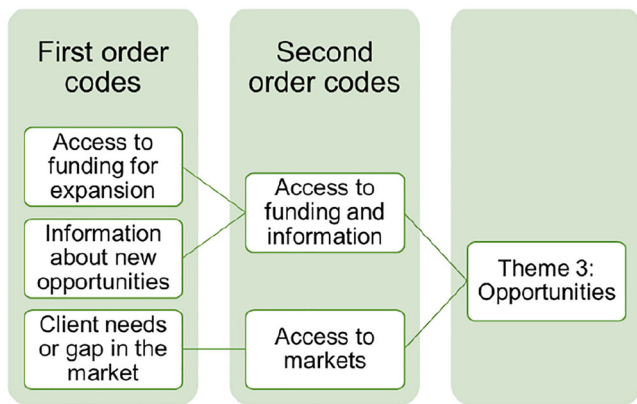 First order
codes
Access to
funding for
expansion
Information
about new
opportunities
Client needs
or gap in the
market
Second
order codes
Access to
funding and
information
Access to
markets
Theme 3:
Opportunities